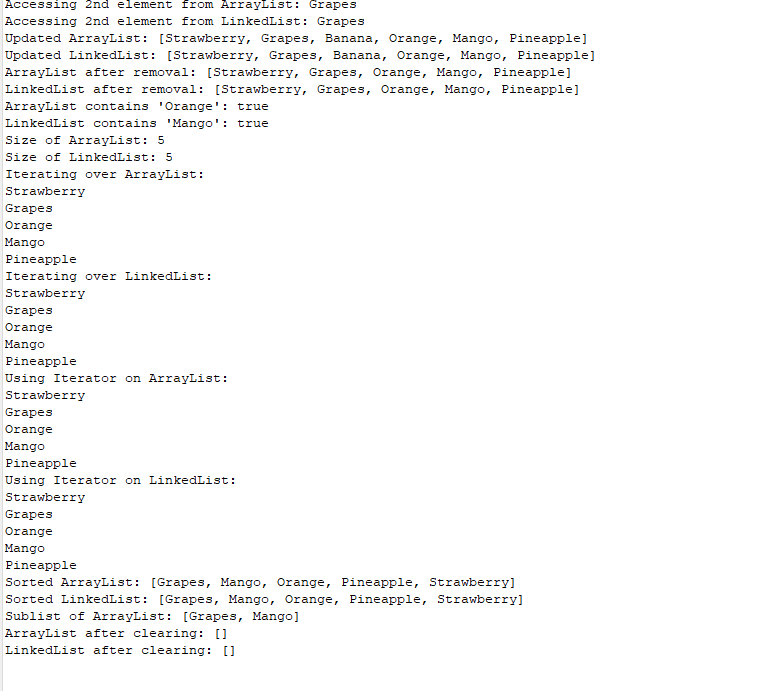 Accessing 2nd element from ArrayList: Grapes
Accessing 2nd element from LinkedList: Grapes
Updated ArrayList: [Strawberry, Grapes, Banana, Orange, Mango, Pineapple]
Updated LinkedList: [Strawberry, Grapes, Banana, Orange, Mango, Pineapple]
ArrayList after removal: [Strawberry, Grapes, Orange, Mango, Pineapple]
LinkedList after removal: [Strawberry, Grapes, Orange, Mango, Pineapple]
ArrayList contains 'Orange': true
LinkedList contains 'Mango': true
Size of ArrayList: 5
Size of LinkedList: 5
Iterating over ArrayList:
Strawberry
Grapes
Orange
Mango
Pineapple
Iterating over LinkedList:
Strawberry
Grapes
Orange
Mango
Pineapple
Using Iterator on ArrayList:
Strawberry
Grapes
Orange
Mango
Pineapple
Using Iterator on LinkedList:
Strawberry
Grapes
Orange
Mango
Pineapple
Sorted ArrayList: [Grapes, Mango, Orange, Pineapple, Strawberry]
Sorted LinkedList: [Grapes, Mango, Orange, Pineapple, Strawberry]
Sublist of ArrayList: [Grapes, Mango]
ArrayList after clearing: []
LinkedList after clearing: []